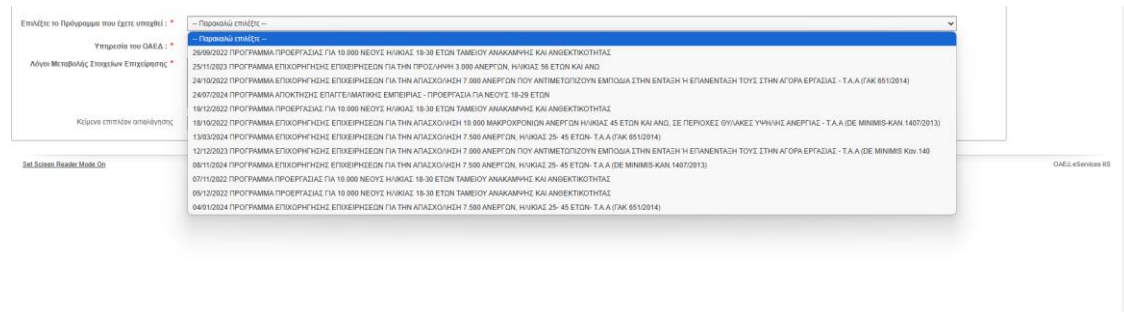 Επιλέξτε το Πρόγραμμα που έχετε υπαχθεί : * -- Παρακαλώ επιλέξτε --
-- Παρακαλώ επιλέξτε --
Υπηρεσία του ΟΑΕΔ : *
26/09/2022 ΠΡΟΓΡΑΜΜΑ ΠΡΟΕΡΓΑΣΙΑΣ ΓΙΑ 10.000 ΝΕΟΥΣ ΗΛΙΚΙΑΣ 18-30 ΕΤΩΝ ΤΑΜΕΙΟΥ ΑΝΑΚΑΜΨΗΣ ΚΑΙ ΑΝΘΕΚΤΙΚΟΤΗΤΑΣ
Λόγοι Μεταβολής Στοιχείων Επιχείρησης *
25/11/2023 ΠΡΟΓΡΑΜΜΑ ΕΠΙΧΟΡΗΓΗΣΗΣ ΕΠΙΧΕΙΡΗΣΕΩΝ ΓΙΑ ΤΗΝ ΠΡΟΣΛΗΨΗ 3.000 ΑΝΕΡΓΩΝ, ΗΛΙΚΙΑΣ 56 ΕΤΩΝ ΚΑΙ ΑΝΩ
24/10/2022 ΠΡΟΓΡΑΜΜΑ ΕΠΙΧΟΡΗΓΗΣΗΣ ΕΠΙΧΕΙΡΗΣΕΩΝ ΓΙΑ ΤΗΝ ΑΠΑΣΧΟΛΗΣΗ 7.000 ΑΝΕΡΓΩΝ ΠΟΥ ΑΝΤΙΜΕΤΩΠΙΖΟΥΝ ΕΜΠΟΔΙΑ ΣΤΗΝ ΕΝΤΑΞΗ Ή ΕΠΑΝΕΝΤΑΞΗ ΤΟΥΣ ΣΤΗΝ ΑΓΟΡΑ ΕΡΓΑΣΙΑΣ - Τ.Α.Α (ΓΑΚ 651/2014)
24/07/2024 ΠΡΟΓΡΑΜΜΑ ΑΠΟΚΤΗΣΗΣ ΕΠΑΓΓΕΛΜΑΤΙΚΗΣ ΕΜΠΕΙΡΙΑΣ - ΠΡΟΕΡΓΑΣΙΑ ΓΙΑ ΝΕΟΥΣ 18-29 ΕΤΩΝ
19/12/2022 ΠΡΟΓΡΑΜΜΑ ΠΡΟΕΡΓΑΣΙΑΣ ΓΙΑ 10.000 ΝΕΟΥΣ ΗΛΙΚΙΑΣ 18-30 ΕΤΩΝ ΤΑΜΕΙΟΥ ΑΝΑΚΑΜΨΗΣ ΚΑΙ ΑΝΘΕΚΤΙΚΟΤΗΤΑΣ
Κείμενο επιπλέον απολόγησης
18/10/2022 ΠΡΟΓΡΑΜΜΑ ΕΠΙΧΟΡΗΓΗΣΗΣ ΕΠΙΧΕΙΡΗΣΕΩΝ ΓΙΑ ΤΗΝ ΑΠΑΣΧΟΛΗΣΗ 10.000 ΜΑΚΡΟΧΡΟΝΙΩΝ ΑΝΕΡΓΩΝ ΗΛΙΚΙΑΣ 45 ΕΤΩΝ ΚΑΙ ΑΝΩ, ΣΕ ΠΕΡΙΟΧΕΣ ΘΥΛΑΚΕΣ ΥΨΗΛΗΣ ΑΝΕΡΓΙΑΣ - Τ.Α.Α (DE MINIMIS-ΚΑΝ.1407/2013)
13/03/2024 ΠΡΟΓΡΑΜΜΑ ΕΠΙΧΟΡΗΓΗΣΗΣ ΕΠΙΧΕΙΡΗΣΕΩΝ ΓΙΑ ΤΗΝ ΑΠΑΣΧΟΛΗΣΗ 7.500 ΑΝΕΡΓΩΝ, ΗΛΙΚΙΑΣ 25- 45 ΕΤΩΝ- Τ.Α.Α (ΓΑΚ 651/2014)
12/12/2023 ΠΡΟΓΡΑΜΜΑ ΕΠΙΧΟΡΗΓΗΣΗΣ ΕΠΙΧΕΙΡΗΣΕΩΝ ΓΙΑ ΤΗΝ ΑΠΑΣΧΟΛΗΣΗ 7.000 ΑΝΕΡΓΩΝ ΠΟΥ ΑΝΤΙΜΕΤΩΠΙΖΟΥΝ ΕΜΠΟΔΙΑ ΣΤΗΝ ΕΝΤΑΞΗ Ή ΕΠΑΝΕΝΤΑΞΗ ΤΟΥΣ ΣΤΗΝ ΑΓΟΡΑ ΕΡΓΑΣΙΑΣ - Τ.Α.Α (DE MINIMIS Καν.140
08/11/2024 ΠΡΟΓΡΑΜΜΑ ΕΠΙΧΟΡΗΓΗΣΗΣ ΕΠΙΧΕΙΡΗΣΕΩΝ ΓΙΑ ΤΗΝ ΑΠΑΣΧΟΛΗΣΗ 7.500 ΑΝΕΡΓΩΝ, ΗΛΙΚΙΑΣ 25- 45 ΕΤΩΝ- Τ.Α.Α (DE MINIMIS-ΚΑΝ 1407/2013)
Set Screen Reader Mode On
ΟΑΕΔ eServices IIS
07/11/2022 ΠΡΟΓΡΑΜΜΑ ΠΡΟΕΡΓΑΣΙΑΣ ΓΙΑ 10.000 ΝΕΟΥΣ ΗΛΙΚΙΑΣ 18-30 ΕΤΩΝ ΤΑΜΕΙΟΥ ΑΝΑΚΑΜΨΗΣ ΚΑΙ ΑΝΘΕΚΤΙΚΟΤΗΤΑΣ
05/12/2022 ΠΡΟΓΡΑΜΜΑ ΠΡΟΕΡΓΑΣΙΑΣ ΓΙΑ 10.000 ΝΕΟΥΣ ΗΛΙΚΙΑΣ 18-30 ΕΤΩΝ ΤΑΜΕΙΟΥ ΑΝΑΚΑΜΨΗΣ ΚΑΙ ΑΝΘΕΚΤΙΚΟΤΗΤΑΣ
04/01/2024 ΠΡΟΓΡΑΜΜΑ ΕΠΙΧΟΡΗΓΗΣΗΣ ΕΠΙΧΕΙΡΗΣΕΩΝ ΓΙΑ ΤΗΝ ΑΠΑΣΧΟΛΗΣΗ 7.500 ΑΝΕΡΓΩΝ, ΗΛΙΚΙΑΣ 25- 45 ΕΤΩΝ- Τ.Α.Α (ΓΑΚ 651/2014)